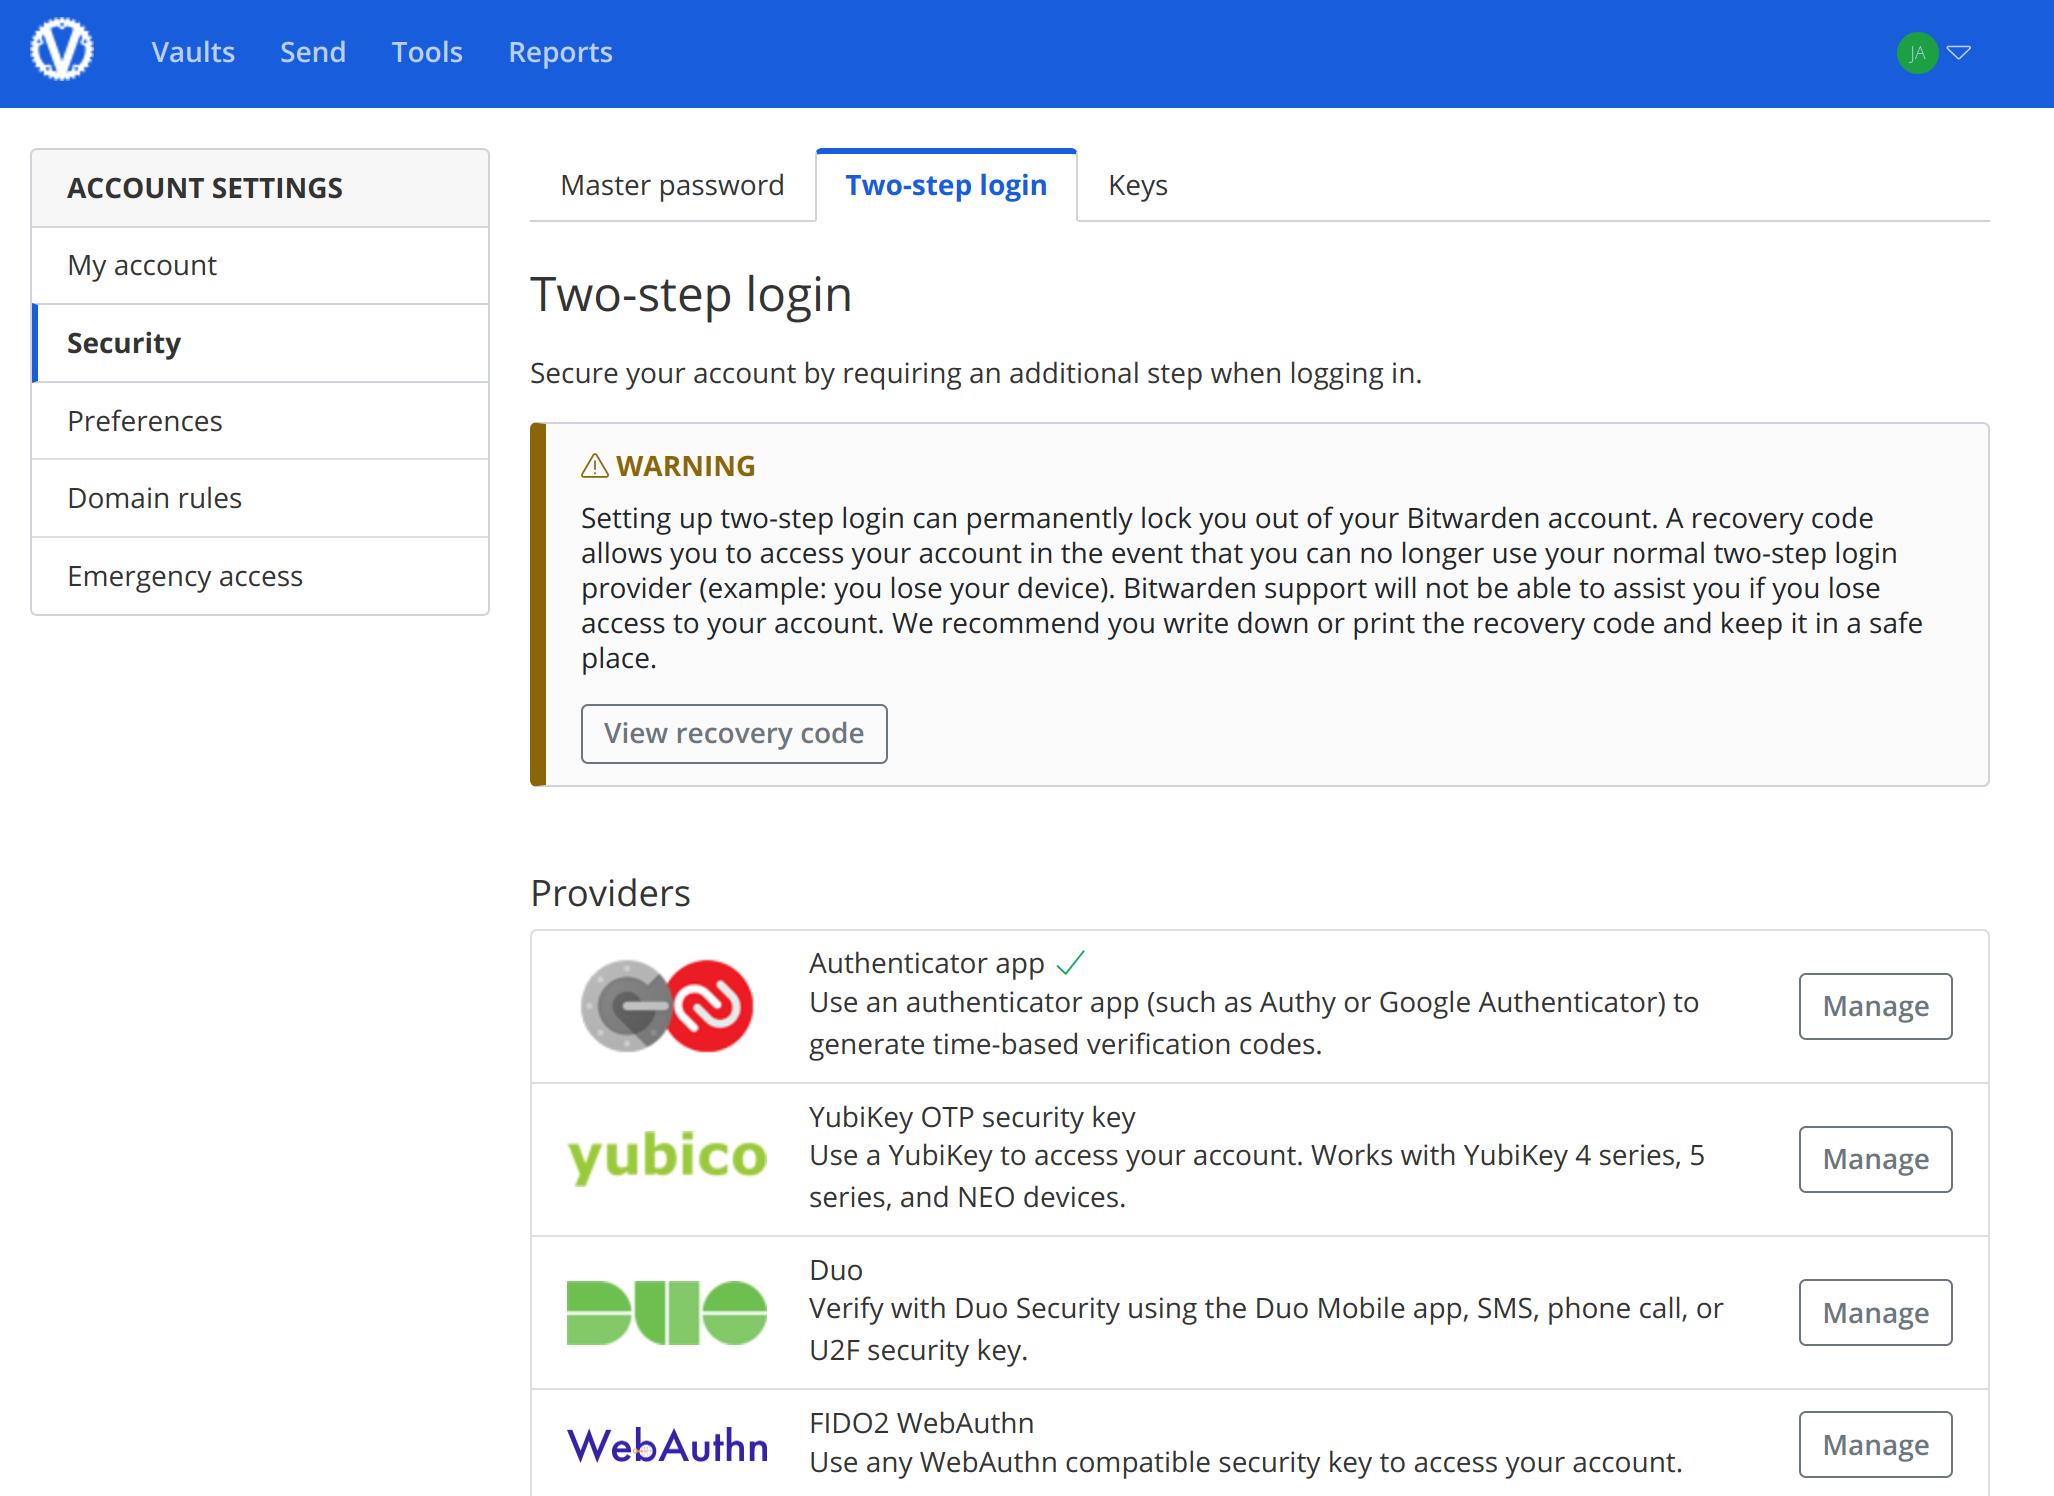 Vaults Send Tools Reports
JA
ACCOUNT SETTINGS
My account
Security
Preferences
Domain rules
Emergency access
Master password Two-step login Keys
Two-step login
Secure your account by requiring an additional step when logging in.
WARNING
Setting up two-step login can permanently lock you out of your Bitwarden account. A recovery code
allows you to access your account in the event that you can no longer use your normal two-step login
provider (example: you lose your device). Bitwarden support will not be able to assist you if you lose
access to your account. We recommend you write down or print the recovery code and keep it in a safe
place.
View recovery code
Providers
Authenticator app
Use an authenticator app (such as Authy or Google Authenticator) to
generate time-based verification codes.
Manage
yubico
YubiKey OTP security key
Use a YubiKey to access your account. Works with YubiKey 4 series, 5
series, and NEO devices.
Manage
DUO
Duo
Verify with Duo Security using the Duo Mobile app, SMS, phone call, or
U2F security key.
Manage
WebAuthn
FIDO2 WebAuthn
Use any WebAuthn compatible security key to access your account.
Manage